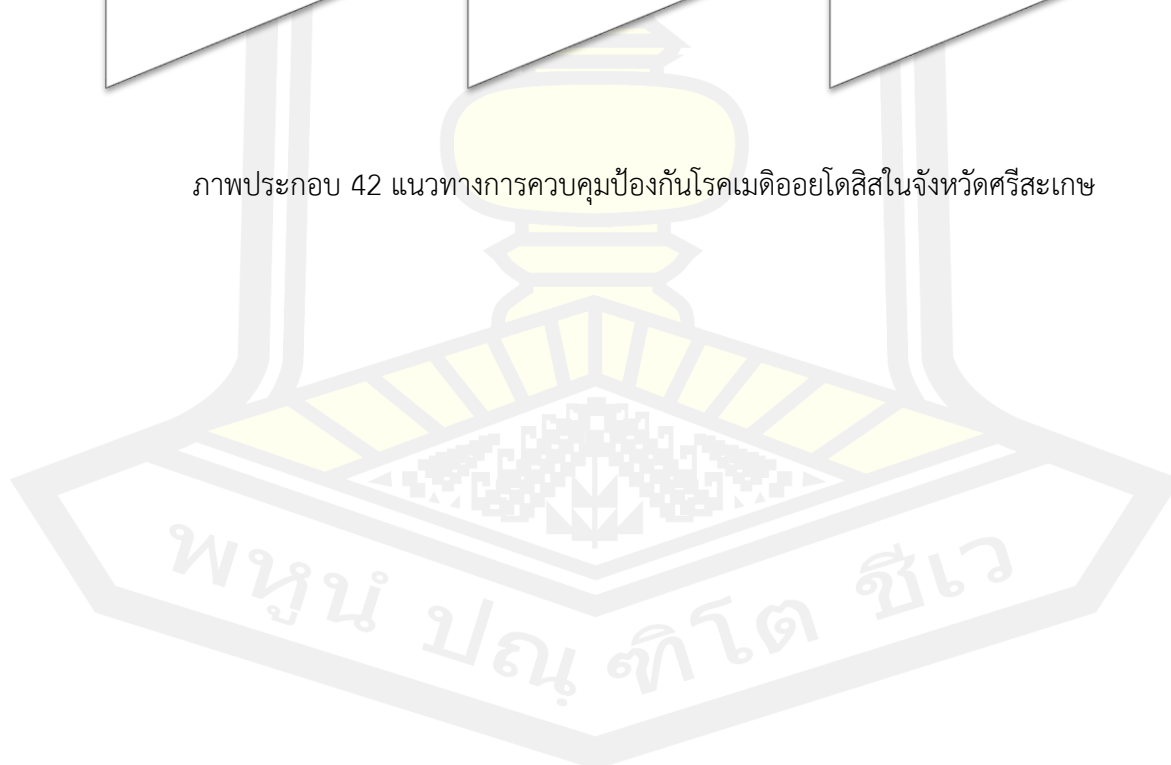 ภาพประกอบ 42 แนวทางการควบคุมป้องกันโรคเมดิออยโดสิสในจังหวัดศรีสะเกษ
พหูนํ ปณฺฑิโต ชีเว